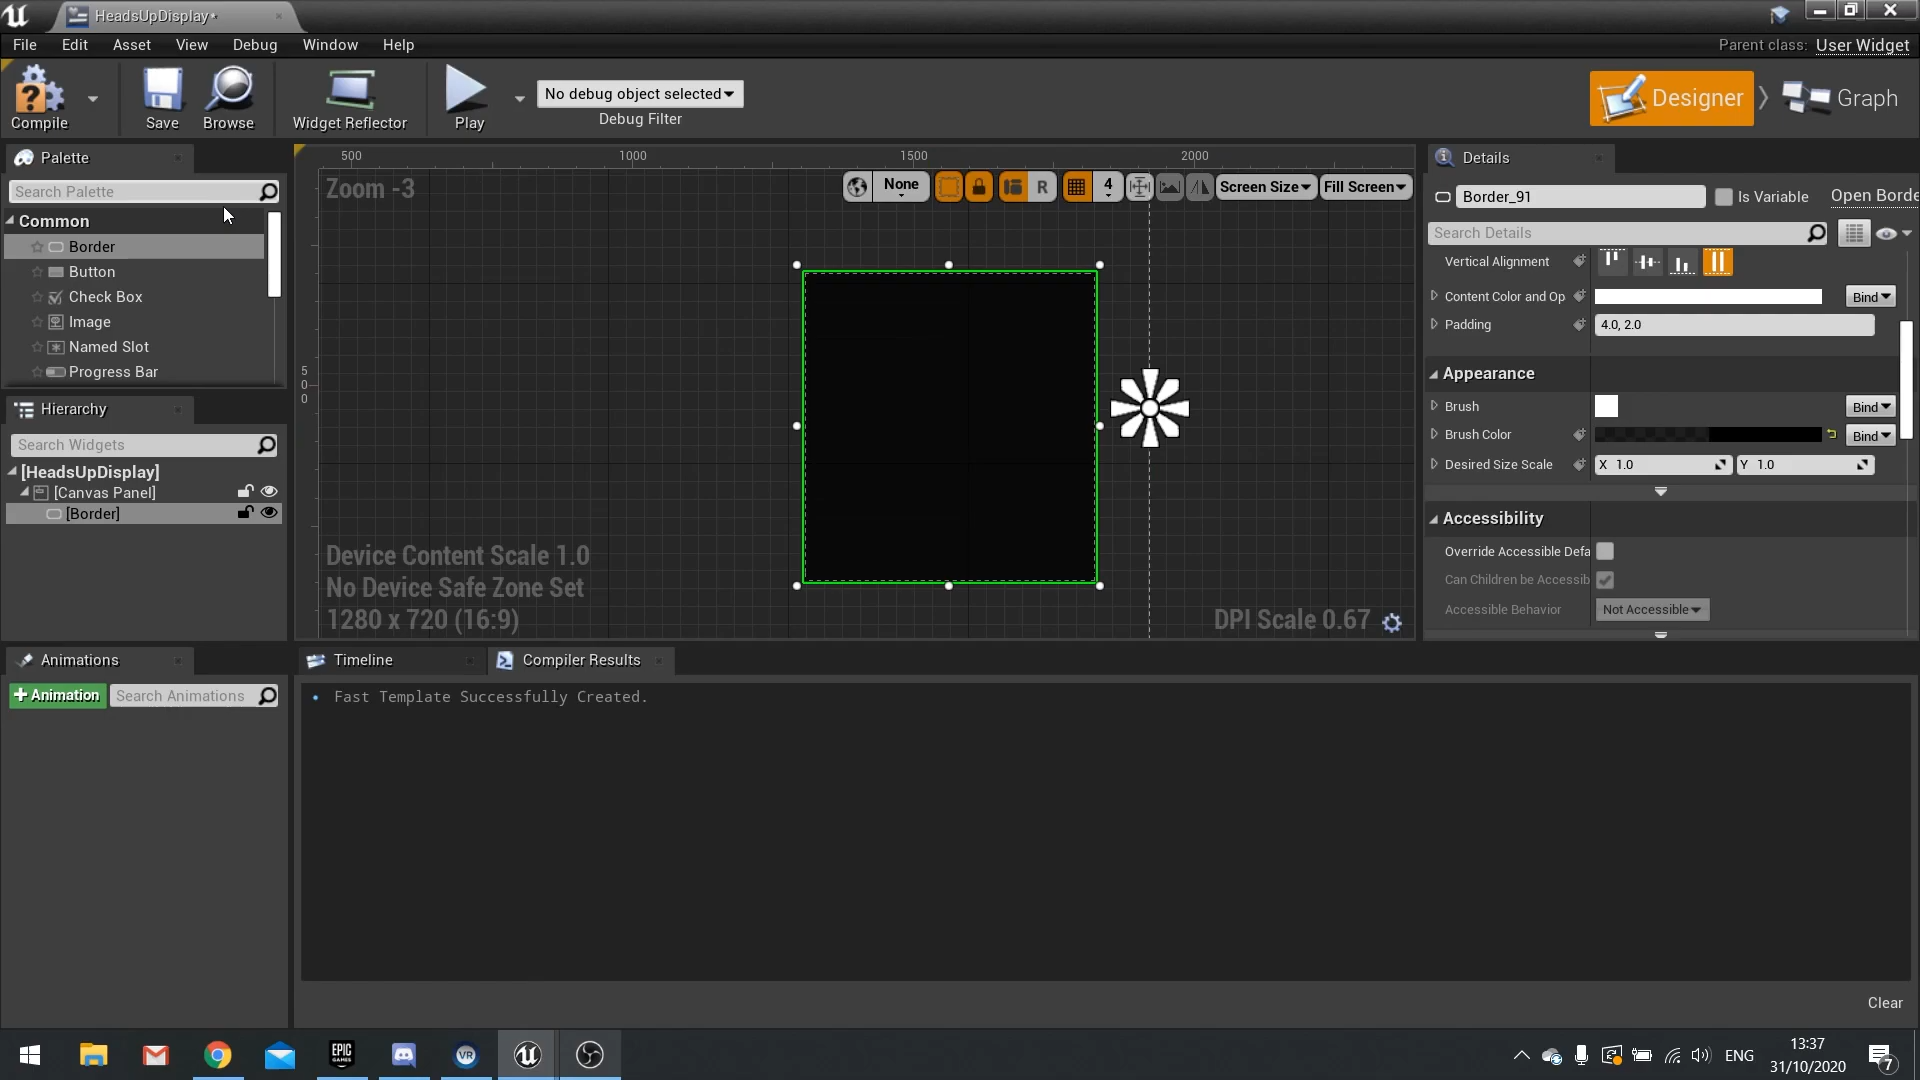 HeadsUpDisplay*
File Edit Asset View Debug Window Help
Parent class: User Widget
Compile
Save
Browse
Widget Reflector
Play
No debug object selected
Debug Filter
Designer
Graph
Palette
Search Palette
Common
Border
Button
Check Box
Image
Named Slot
Progress Bar
Hierarchy
Search Widgets
[HeadsUpDisplay]
[Canvas Panel]
[Border]
500 1000 1500 2000
Zoom -3
None
R
4
Screen Size
Fill Screen
5
0
0
Device Content Scale 1.0
No Device Safe Zone Set
1280 x 720 (16:9)
DPI Scale 0.67
Details
Border_91
Is Variable
Open Borde
Search Details
Vertical Alignment
Content Color and Op
Bind
Padding
4.0, 2.0
Appearance
Brush
Bind
Brush Color
Bind
Desired Size Scale
X 1.0
Y 1.0
Accessibility
Override Accessible Defa
Can Children be Accessib
Accessible Behavior
Not Accessible
Animations
+ Animation
Search Animations
Timeline
Compiler Results
• Fast Template Successfully Created.
Clear
EPIC
GAMES
VR
ENG
13:37
31/10/2020
7